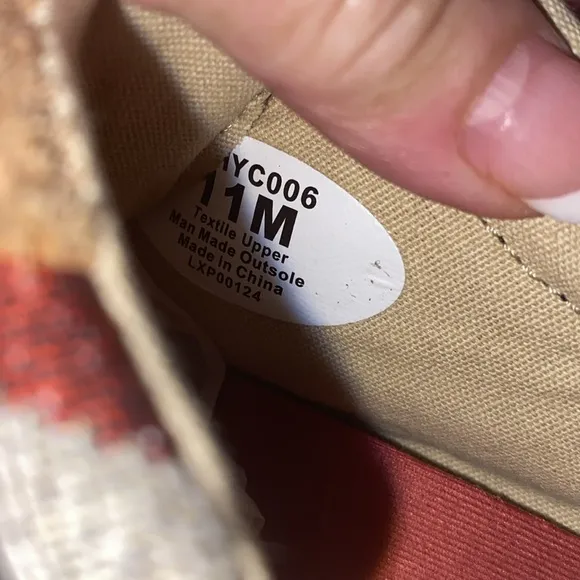 YC006
11M
Textile Upper
Man Made Outsole
Made in China
LXP00124